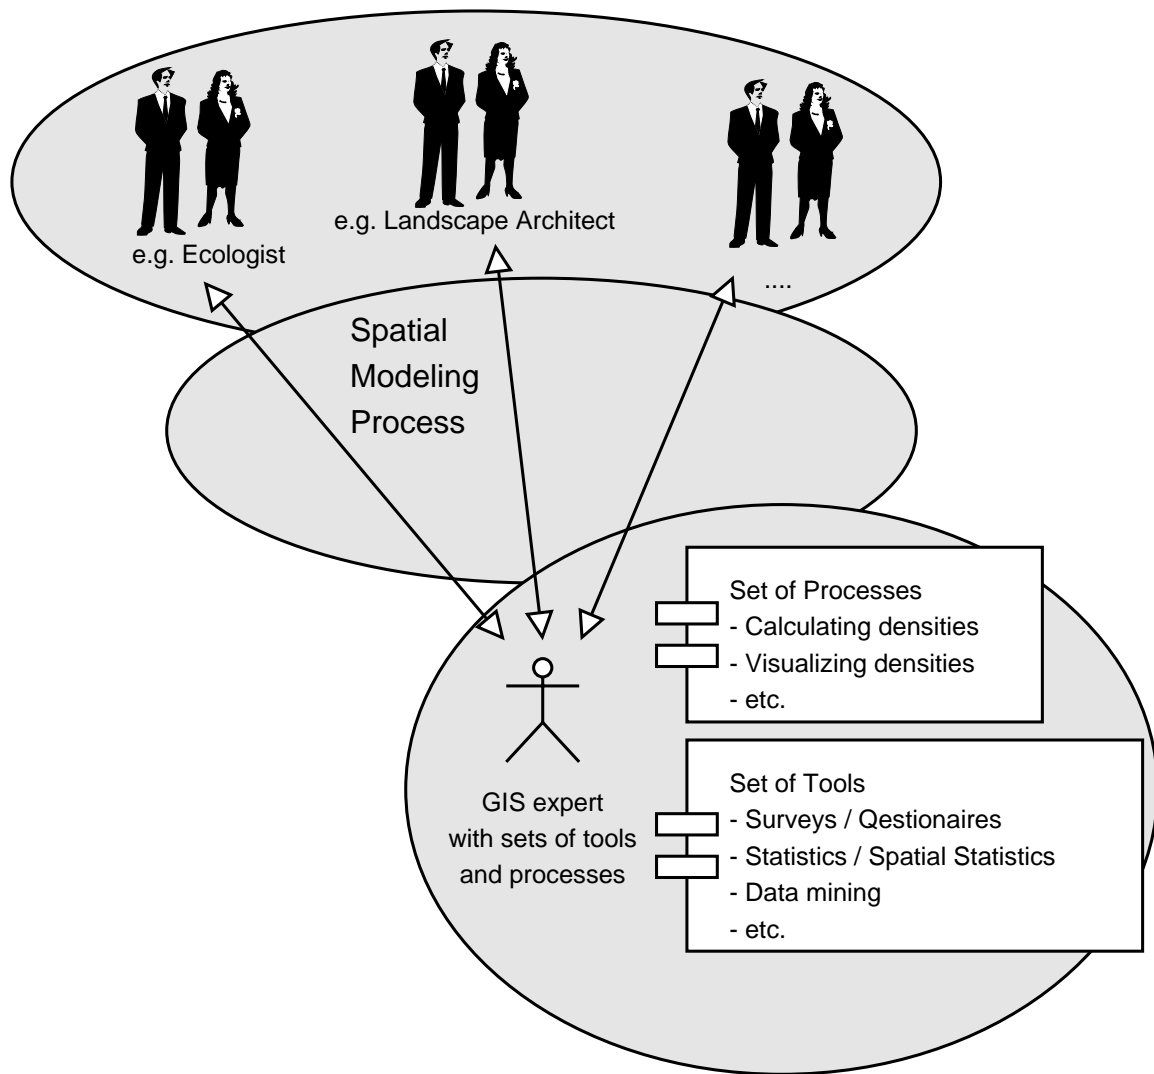 e.g. Ecologist
e.g. Landscape Architect
....
Spatial
Modeling
Process
GIS expert
with sets of tools
and processes
Set of Processes
- Calculating densities
- Visualizing densities
- etc.
Set of Tools
- Surveys / Qestionaires
- Statistics / Spatial Statistics
- Data mining
- etc.